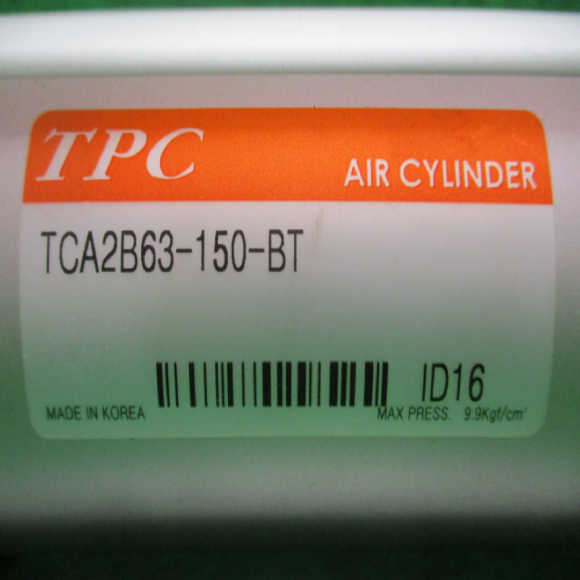 TPC AIR CYLINDER
TCA2B63-150-BT
ID16
MADE IN KOREA MAX PRESS. 9.9Kgf/cm²